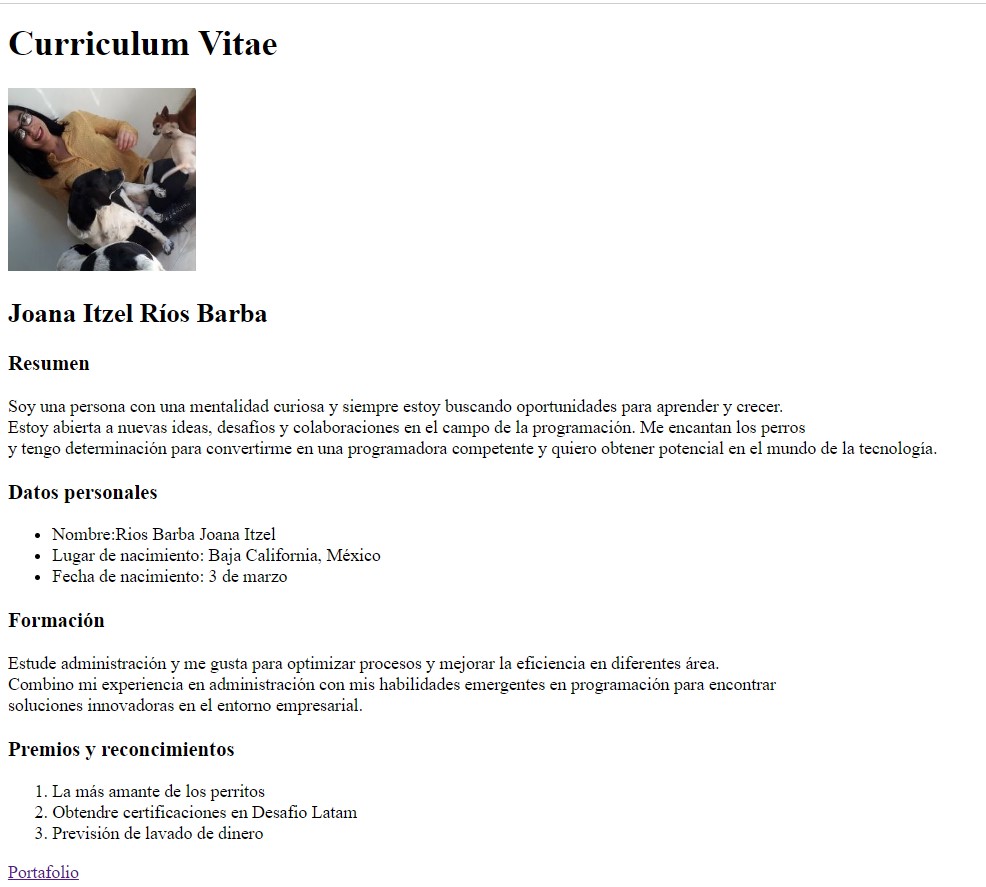 Curriculum Vitae
Joana Itzel Ríos Barba
Resumen
Soy una persona con una mentalidad curiosa y siempre estoy buscando oportunidades para aprender y crecer.
Estoy abierta a nuevas ideas, desafíos y colaboraciones en el campo de la programación. Me encantan los perros
y tengo determinación para convertirme en una programadora competente y quiero obtener potencial en el mundo de la tecnología.
Datos personales
• Nombre:Rios Barba Joana Itzel
• Lugar de nacimiento: Baja California, México
• Fecha de nacimiento: 3 de marzo
Formación
Estude administración y me gusta para optimizar procesos y mejorar la eficiencia en diferentes área.
Combino mi experiencia en administración con mis habilidades emergentes en programación para encontrar
soluciones innovadoras en el entorno empresarial.
Premios y reconcimientos
1. La más amante de los perritos
2. Obtendre certificaciones en Desafio Latam
3. Previsión de lavado de dinero
Portafolio